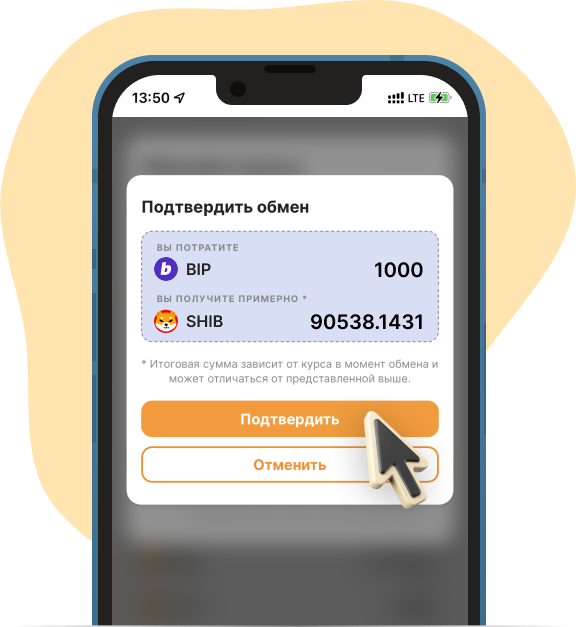 13:50 LTE
Подтвердить обмен
ВЫ ПОТРАТИТЕ
b BIP 1000
ВЫ ПОЛУЧИТЕ ПРИМЕРНО *
SHIB 90538.1431
* Итоговая сумма зависит от курса в момент обмена и
может отличаться от представленной выше.
Подтвердить
Отменить